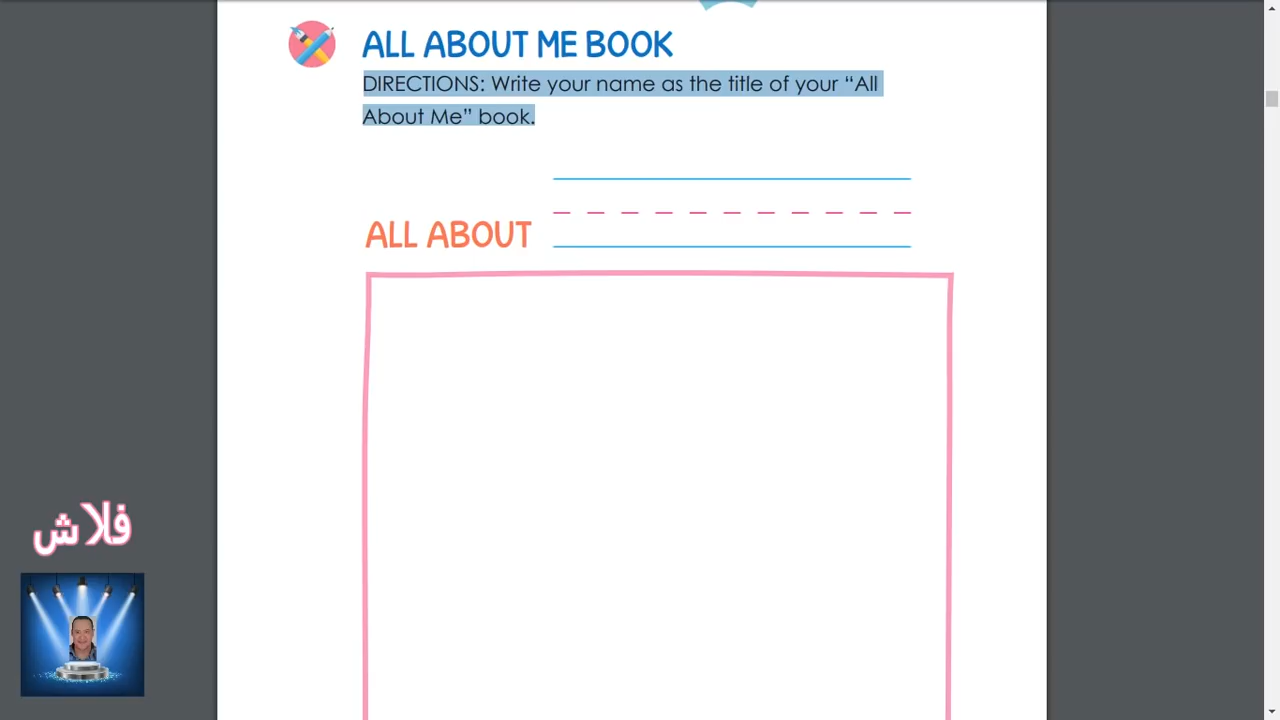 ALL ABOUT ME BOOK
DIRECTIONS: Write your name as the title of your “All
About Me” book.
ALL ABOUT
فلاش